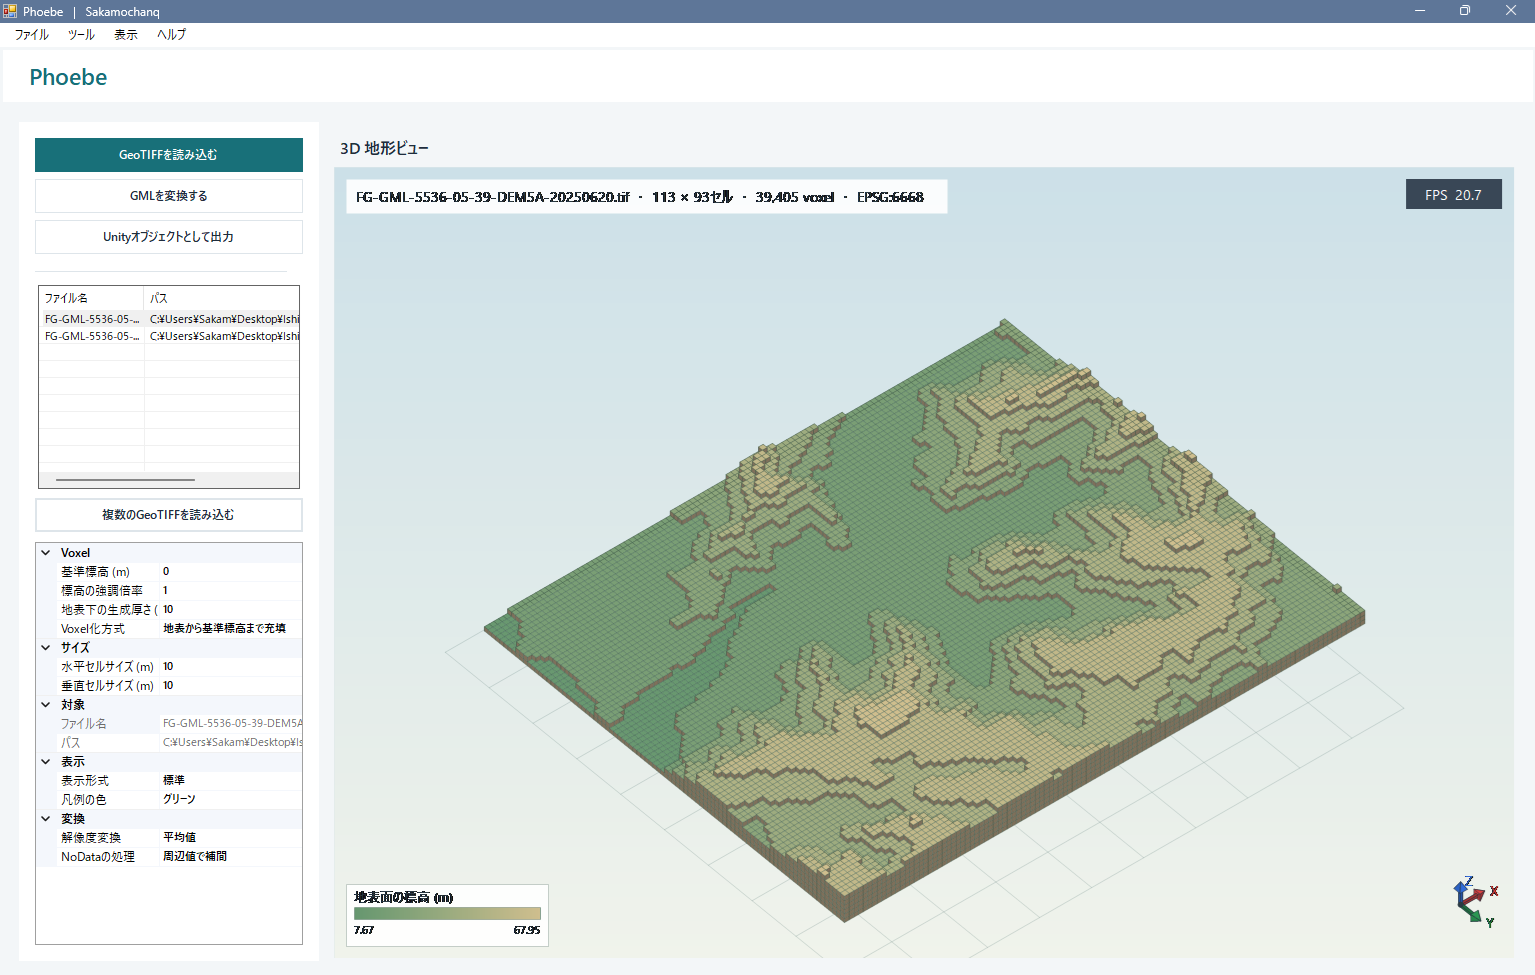 Phoebe | Sakamochanq
ファイル ツール 表示 ヘルプ
Phoebe
GeoTIFFを読み込む
GMLを変換する
Unityオブジェクトとして出力
ファイル名 パス
FG-GML-5536-05-... C:¥Users¥Sakam¥Desktop¥Ishi
FG-GML-5536-05-... C:¥Users¥Sakam¥Desktop¥Ishi
複数のGeoTIFFを読み込む
Voxel
基準標高 (m) 0
標高の強調倍率 1
地表下の生成厚さ ( 10
Voxel化方式 地表から基準標高まで充填
サイズ
水平セルサイズ (m) 10
垂直セルサイズ (m) 10
対象
ファイル名 FG-GML-5536-05-39-DEM5A
パス C:¥Users¥Sakam¥Desktop¥Is
表示
表示形式 標準
凡例の色 グリーン
変換
解像度変換 平均値
NoDataの処理 周辺値で補間
3D 地形ビュー
FG-GML-5536-05-39-DEM5A-20250620.tif ・ 113 × 93セル ・ 39,405 voxel ・ EPSG:6668
FPS 20.7
地表面の標高 (m)
7.67 67.95
Z
X
Y